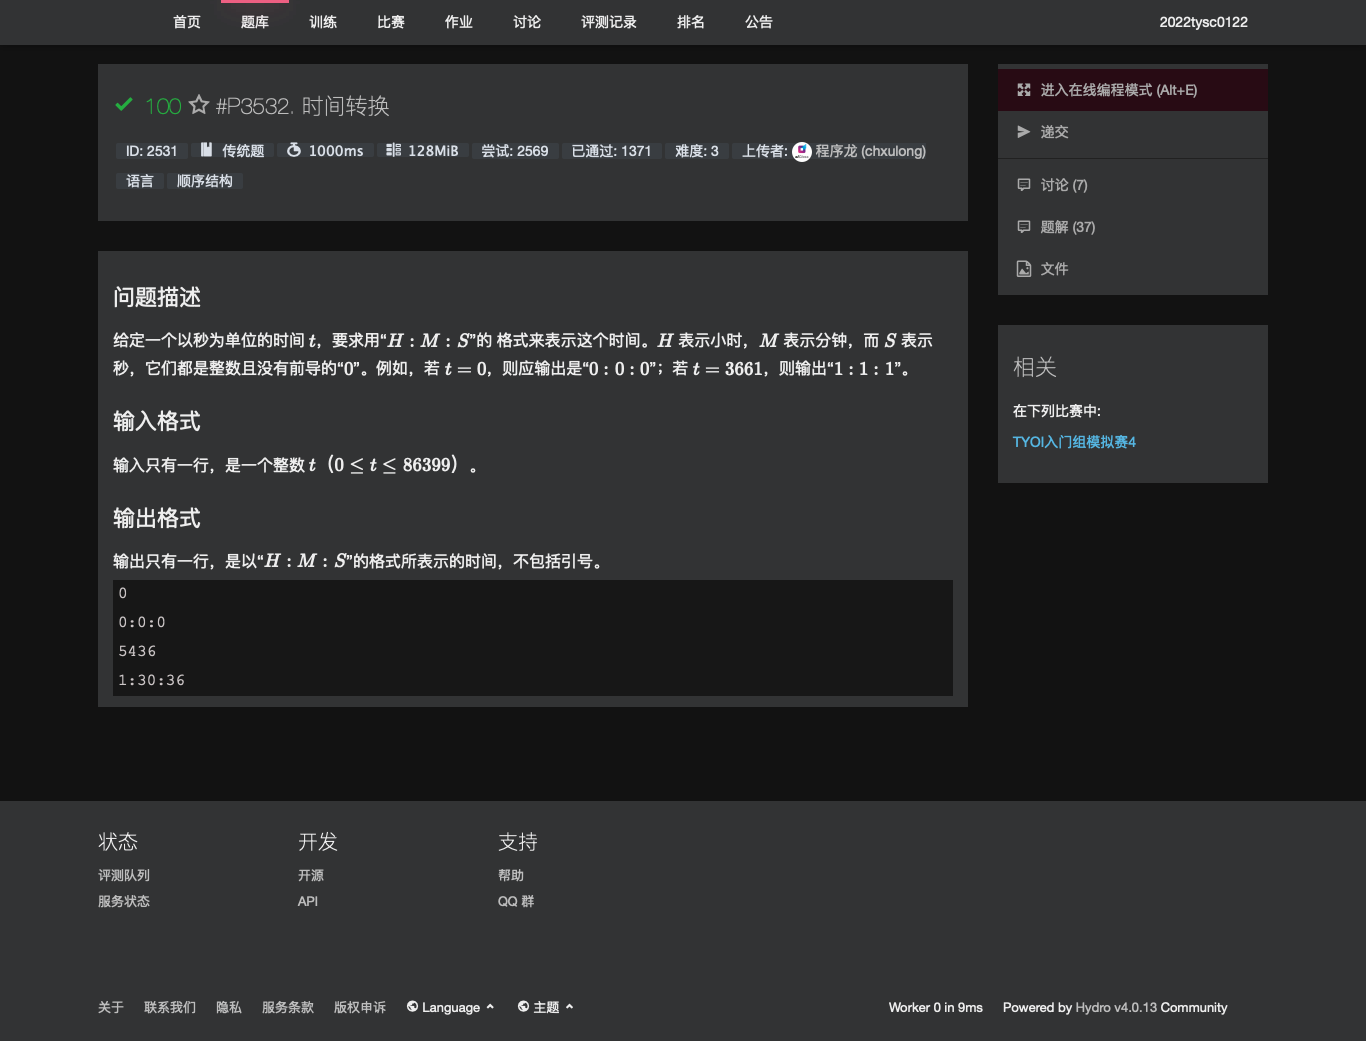 首页 题库 训练 比赛 作业 讨论 评测记录 排名 公告 2022tysc0122
100 #P3532. 时间转换
ID: 2531 传统题 1000ms 128MiB 尝试: 2569 已通过: 1371 难度: 3 上传者: 程序龙 (chxulong)
语言 顺序结构
问题描述
给定一个以秒为单位的时间 t，要求用“H : M : S”的 格式来表示这个时间。H 表示小时，M 表示分钟，而 S 表示
秒，它们都是整数且没有前导的“0”。例如，若 t = 0，则应输出是“0 : 0 : 0”；若 t = 3661，则输出“1 : 1 : 1”。
输入格式
输入只有一行，是一个整数 t（0 ≤ t ≤ 86399）。
输出格式
输出只有一行，是以“H : M : S”的格式所表示的时间，不包括引号。
0
0:0:0
5436
1:30:36
进入在线编程模式 (Alt+E)
递交
讨论 (7)
题解 (37)
文件
相关
在下列比赛中:
TYOI入门组模拟赛4
状态
评测队列
服务状态
开发
开源
API
支持
帮助
QQ 群
关于 联系我们 隐私 服务条款 版权申诉 Language 主题 Worker 0 in 9ms Powered by Hydro v4.0.13 Community